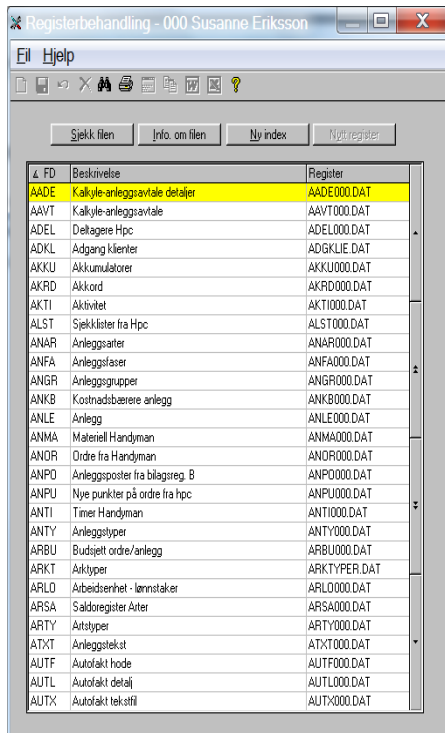 Registerbehandling - 000 Susanne Eriksson
Fil Hjelp
Sjekk filen Info. om filen Ny index Nytt register
FD Beskrivelse Register
AADE Kalkyle-anleggsavtale detaljer AADE000.DAT
AAVT Kalkyle-anleggsavtale AAVT000.DAT
ADEL Deltagere Hpc ADEL000.DAT
ADKL Adgang klienter ADGKLIE.DAT
AKKU Akkumulatorer AKKU000.DAT
AKRD Akkord AKRD000.DAT
AKTI Aktivitet AKTI000.DAT
ALST Sjekklister fra Hpc ALST000.DAT
ANAR Anleggsarter ANAR000.DAT
ANFA Anleggsfaser ANFA000.DAT
ANGR Anleggsgrupper ANGR000.DAT
ANKB Kostnadsbærere anlegg ANKB000.DAT
ANLE Anlegg ANLE000.DAT
ANMA Materiell Handyman ANMA000.DAT
ANOR Ordre fra Handyman ANOR000.DAT
ANPO Anleggsposter fra bilagsreg. B ANPO000.DAT
ANPU Nye punkter på ordre fra hpc ANPU000.DAT
ANTI Timer Handyman ANTI000.DAT
ANTY Anleggstyper ANTY000.DAT
ARBU Budsjett ordre/anlegg ARBU000.DAT
ARKT Arktyper ARKTYPER.DAT
ARLO Arbeidsenhet - lønnstaker ARLO000.DAT
ARSA Saldoregister Arter ARSA000.DAT
ARTY Artstyper ARTY000.DAT
ATXT Anleggstekst ATXT000.DAT
AUTF Autofakt hode AUTF000.DAT
AUTL Autofakt detalj AUTL000.DAT
AUTX Autofakt tekstfil AUTX000.DAT